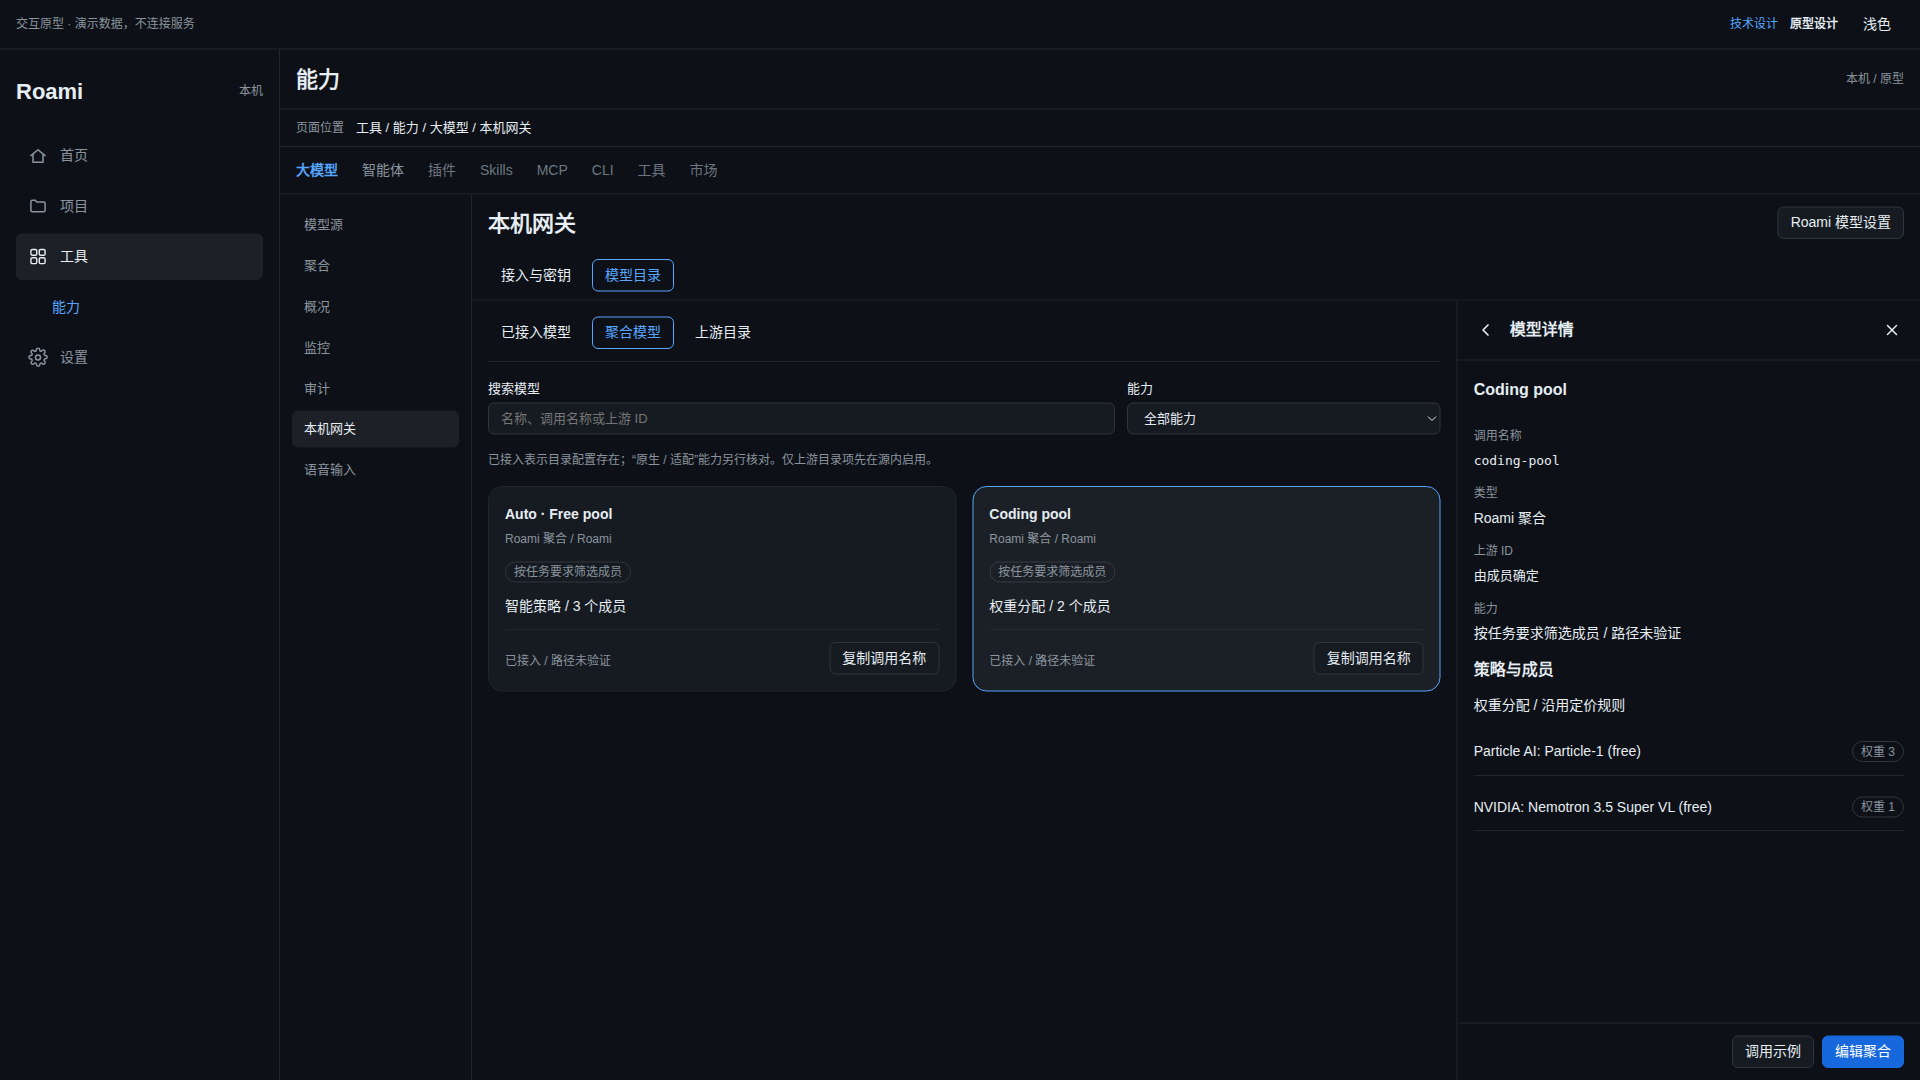 交互原型 · 演示数据，不连接服务
技术设计 原型设计 浅色
Roami 本机
首页
项目
工具
能力
设置
能力
本机 / 原型
页面位置 工具 / 能力 / 大模型 / 本机网关
大模型 智能体 插件 Skills MCP CLI 工具 市场
模型源
聚合
概况
监控
审计
本机网关
语音输入
本机网关
Roami 模型设置
接入与密钥 模型目录
已接入模型 聚合模型 上游目录
搜索模型
名称、调用名称或上游 ID
能力
全部能力
已接入表示目录配置存在；“原生 / 适配”能力另行核对。仅上游目录项先在源内启用。
Auto · Free pool
Roami 聚合 / Roami
按任务要求筛选成员
智能策略 / 3 个成员
已接入 / 路径未验证 复制调用名称
Coding pool
Roami 聚合 / Roami
按任务要求筛选成员
权重分配 / 2 个成员
已接入 / 路径未验证 复制调用名称
模型详情
Coding pool
调用名称
coding-pool
类型
Roami 聚合
上游 ID
由成员确定
能力
按任务要求筛选成员 / 路径未验证
策略与成员
权重分配 / 沿用定价规则
Particle AI: Particle-1 (free) 权重 3
NVIDIA: Nemotron 3.5 Super VL (free) 权重 1
调用示例 编辑聚合